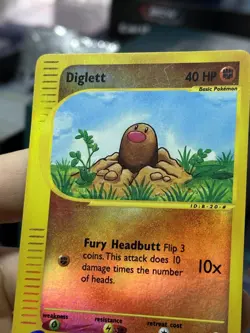 Diglett 40 HP
Basic Pokémon
Fury Headbutt Flip 3
coins. This attack does 10
damage times the number
of heads.
10x
weakness
resistance
retreat cost